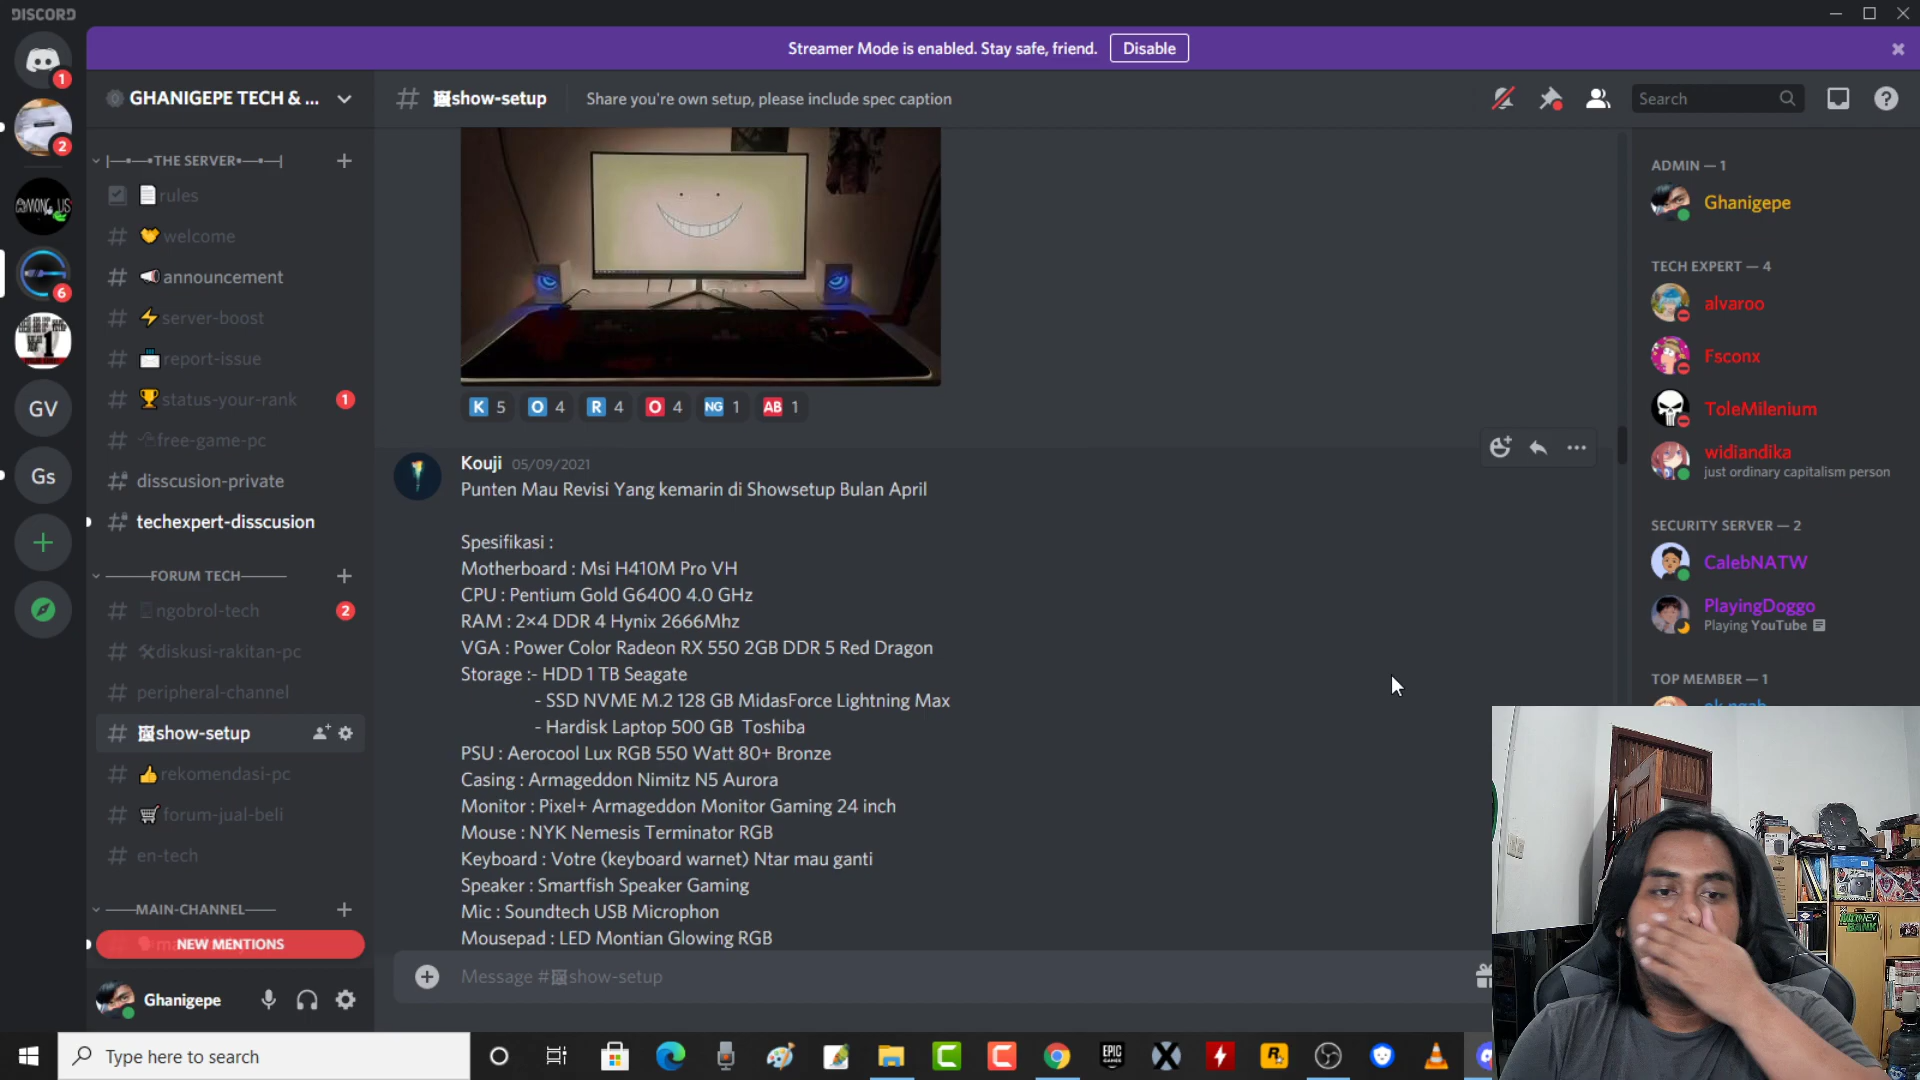 DISCORD
Streamer Mode is enabled. Stay safe, friend. Disable
1
2
AMONG US
6
GV
Gs
GHANIGEPE TECH & ...
THE SERVER
rules
welcome
announcement
server-boost
report-issue
status-your-rank 1
free-game-pc
disscusion-private
techexpert-disscusion
FORUM TECH
ngobrol-tech 2
diskusi-rakitan-pc
peripheral-channel
show-setup
rekomendasi-pc
forum-jual-beli
en-tech
MAIN-CHANNEL
NEW MENTIONS
Ghanigepe
show-setup Share you're own setup, please include spec caption
Search
K 5 O 4 R 4 O 4 NG 1 AB 1
Kouji 05/09/2021
Punten Mau Revisi Yang kemarin di Showsetup Bulan April
Spesifikasi :
Motherboard : Msi H410M Pro VH
CPU : Pentium Gold G6400 4.0 GHz
RAM : 2×4 DDR 4 Hynix 2666Mhz
VGA : Power Color Radeon RX 550 2GB DDR 5 Red Dragon
Storage :- HDD 1 TB Seagate
- SSD NVME M.2 128 GB MidasForce Lightning Max
- Hardisk Laptop 500 GB Toshiba
PSU : Aerocool Lux RGB 550 Watt 80+ Bronze
Casing : Armageddon Nimitz N5 Aurora
Monitor : Pixel+ Armageddon Monitor Gaming 24 inch
Mouse : NYK Nemesis Terminator RGB
Keyboard : Votre (keyboard warnet) Ntar mau ganti
Speaker : Smartfish Speaker Gaming
Mic : Soundtech USB Microphon
Mousepad : LED Montian Glowing RGB
Message #show-setup
ADMIN — 1
Ghanigepe
TECH EXPERT — 4
alvaroo
Fsconx
ToleMilenium
widiandika
just ordinary capitalism person
SECURITY SERVER — 2
CalebNATW
PlayingDoggo
Playing YouTube
TOP MEMBER — 1
Type here to search
EPIC GAMES